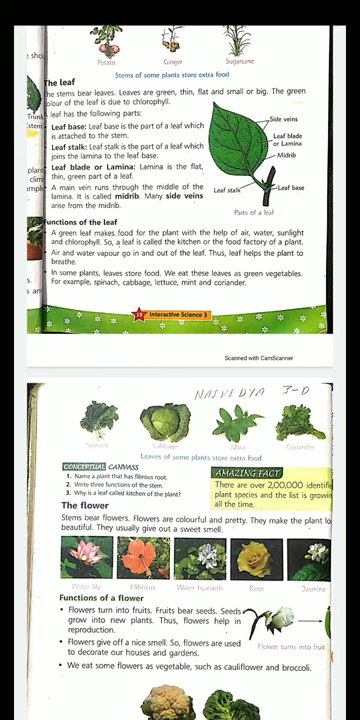 e shoo
Potato Ginger Sugarcane
Stems of some plants store extra food
The leaf
The stems bear leaves. Leaves are green, thin, flat and small or big. The green
colour of the leaf is due to chlorophyll.
A leaf has the following parts:
Leaf base: Leaf base is the part of a leaf which
is attached to the stem.
Leaf stalk: Leaf stalk is the part of a leaf which
joins the lamina to the leaf base.
Leaf blade or Lamina: Lamina is the flat,
thin, green part of a leaf.
A main vein runs through the middle of the
lamina. It is called midrib. Many side veins
arise from the midrib.
Side veins
Leaf blade
or Lamina
Midrib
Leaf stalk
Leaf base
Parts of a leaf
Trunk
Functions of the leaf
• A green leaf makes food for the plant with the help of air, water, sunlight
and chlorophyll. So, a leaf is called the kitchen or the food factory of a plant.
• Air and water vapour go in and out of the leaf. Thus, leaf helps the plant to
breathe.
• In some plants, leaves store food. We eat these leaves as green vegetables.
For example, spinach, cabbage, lettuce, mint and coriander.
Interactive Science 3
Scanned with CamScanner
NAIVEDYA 3-D
Spinach Cabbage Mint Coriander
Leaves of some plants store extra food
CONCEPTUAL CANVASS
1. Name a plant that has fibrous root.
2. Write three functions of the stem.
3. Why is a leaf called kitchen of the plant?
AMAZING FACT
There are over 2,00,000 identifie
plant species and the list is growin
all the time.
The flower
Stems bear flowers. Flowers are colourful and pretty. They make the plant lo
beautiful. They usually give out a sweet smell.
Water lily Hibiscus Water hyacinth Rose Jasmine
Functions of a flower
• Flowers turn into fruits. Fruits bear seeds. Seeds
grow into new plants. Thus, flowers help in
reproduction.
• Flowers give off a nice smell. So, flowers are used
to decorate our houses and gardens.
Flower turns into fruit
• We eat some flowers as vegetable, such as cauliflower and broccoli.